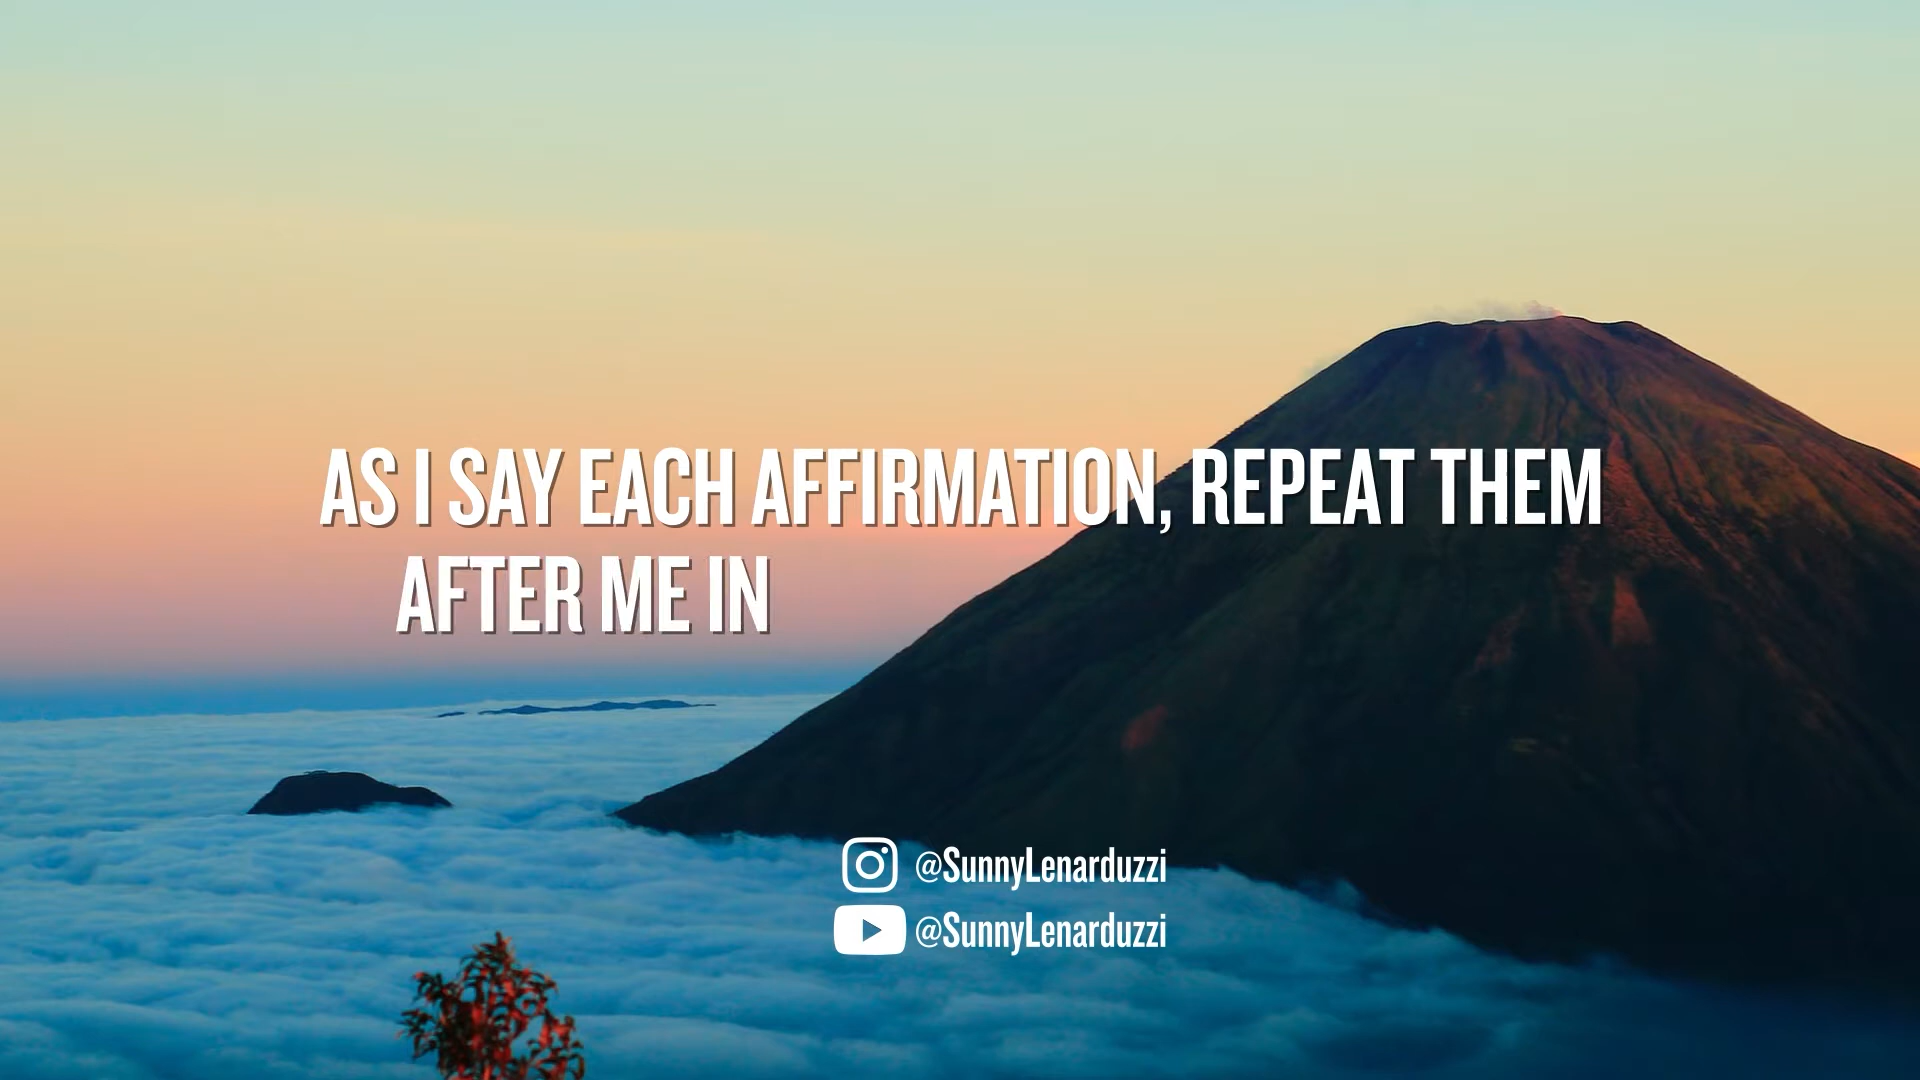 AS I SAY EACH AFFIRMATION, REPEAT THEM
AFTER ME IN
@SunnyLenarduzzi
@SunnyLenarduzzi